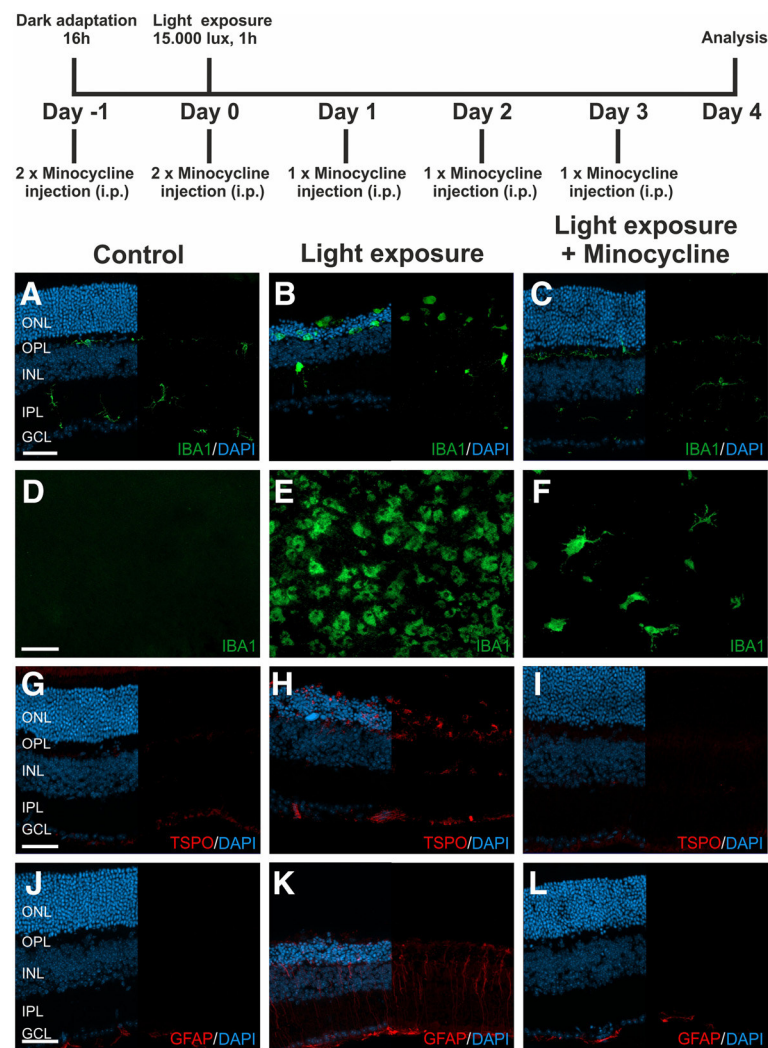 Dark adaptation
16h
Light exposure
15.000 lux, 1h
Analysis
Day -1
Day 0
Day 1
Day 2
Day 3
Day 4
2 x Minocycline
injection (i.p.)
2 x Minocycline
injection (i.p.)
1 x Minocycline
injection (i.p.)
1 x Minocycline
injection (i.p.)
1 x Minocycline
injection (i.p.)
Control
Light exposure
Light exposure
+ Minocycline
A
ONL
OPL
INL
IPL
GCL
IBA1/DAPI
B
IBA1/DAPI
C
IBA1/DAPI
D
IBA1
E
IBA1
F
IBA1
G
ONL
OPL
INL
IPL
GCL
TSPO/DAPI
H
TSPO/DAPI
I
TSPO/DAPI
J
ONL
OPL
INL
IPL
GCL
GFAP/DAPI
K
GFAP/DAPI
L
GFAP/DAPI